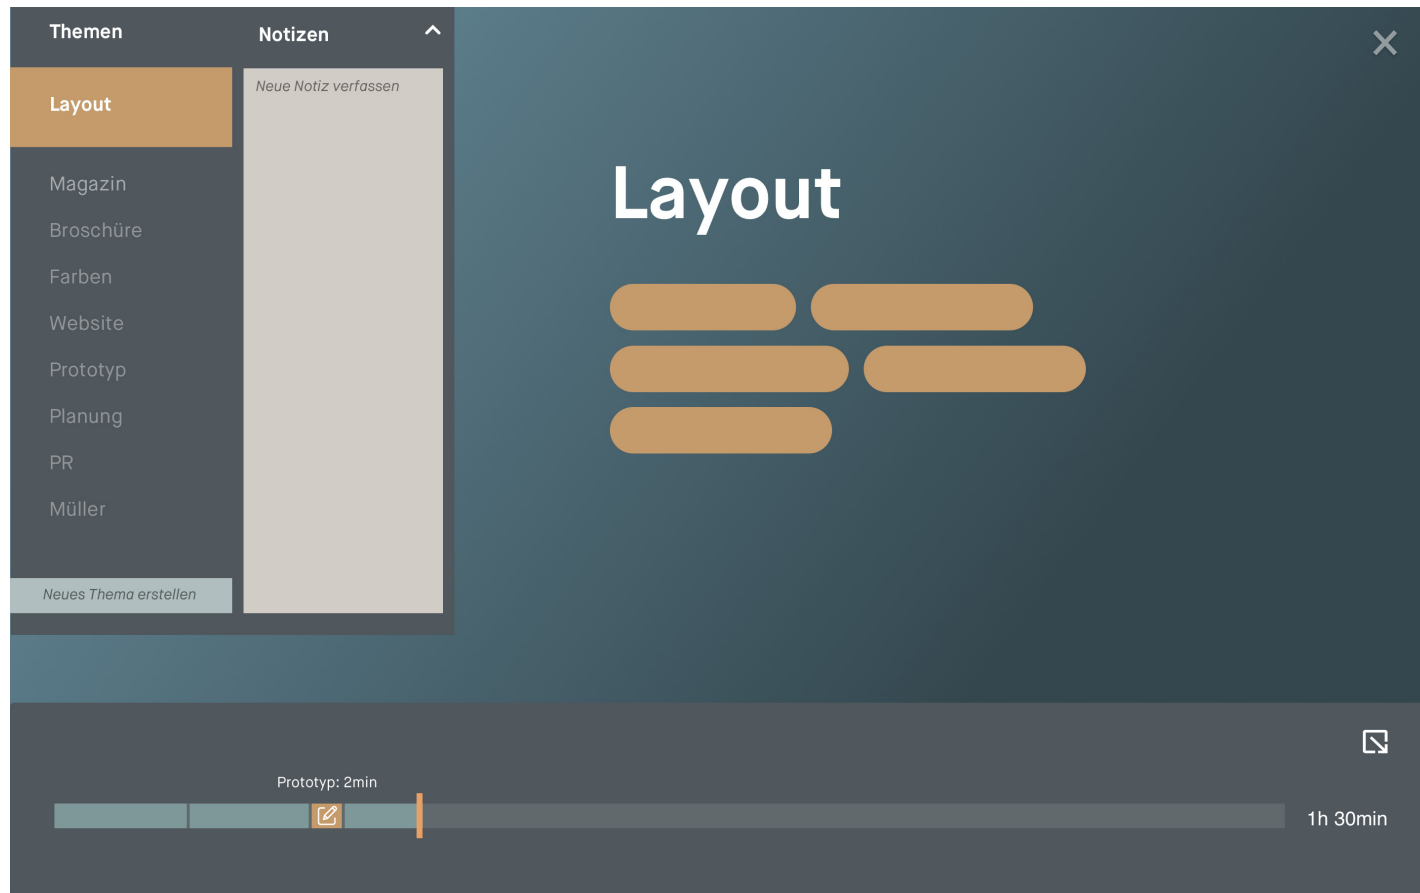 Themen
Notizen
Layout
Neue Notiz verfassen
Magazin
Broschüre
Farben
Website
Prototyp
Planung
PR
Müller
Neues Thema erstellen
Layout
Prototyp: 2min
1h 30min